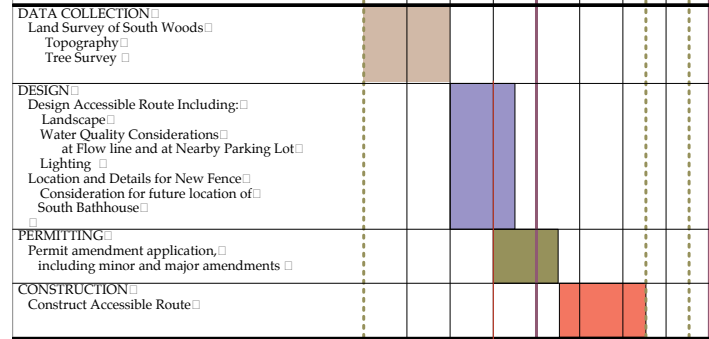 DATA COLLECTION
Land Survey of South Woods
Topography
Tree Survey
DESIGN
Design Accessible Route Including:
Landscape
Water Quality Considerations
at Flow line and at Nearby Parking Lot
Lighting
Location and Details for New Fence
Consideration for future location of
South Bathhouse
PERMITTING
Permit amendment application,
including minor and major amendments
CONSTRUCTION
Construct Accessible Route